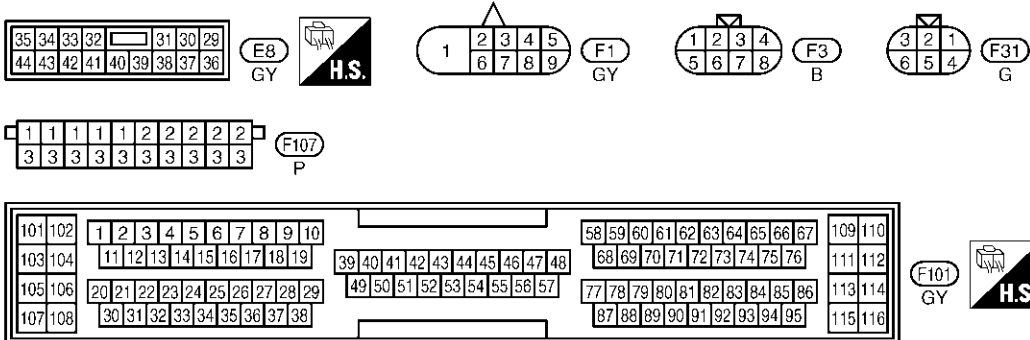 35 34 33 32 31 30 29
44 43 42 41 40 39 38 37 36
E8
GY
H.S.
1 2 3 4 5
6 7 8 9
F1
GY
1 2 3 4
5 6 7 8
F3
B
3 2 1
6 5 4
F31
G
1 1 1 1 1 2 2 2 2 2
3 3 3 3 3 3 3 3 3 3
F107
P
101 102
103 104
105 106
107 108
1 2 3 4 5 6 7 8 9 10
11 12 13 14 15 16 17 18 19
20 21 22 23 24 25 26 27 28 29
30 31 32 33 34 35 36 37 38
39 40 41 42 43 44 45 46 47 48
49 50 51 52 53 54 55 56 57
58 59 60 61 62 63 64 65 66 67
68 69 70 71 72 73 74 75 76
77 78 79 80 81 82 83 84 85 86
87 88 89 90 91 92 93 94 95
109 110
111 112
113 114
115 116
F101
GY
H.S